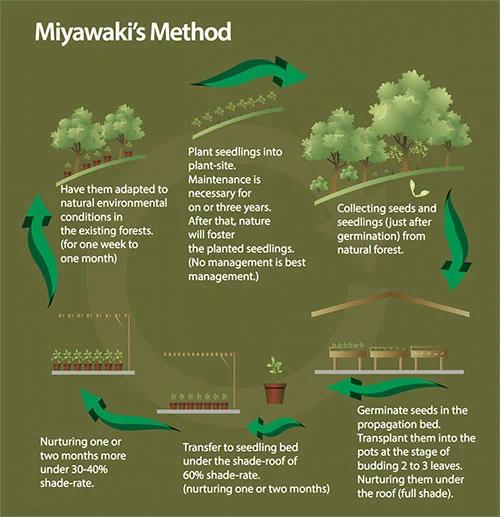 Miyawaki's Method
Plant seedlings into
plant-site.
Maintenance is
necessary for
on or three years.
After that, nature
will foster
the planted seedlings.
(No management is best
management.)
Collecting seeds and
seedlings (just after
germination) from
natural forest.
Germinate seeds in the
propagation bed.
Transplant them into the
pots at the stage of
budding 2 to 3 leaves.
Nurturing them under
the roof (full shade).
Transfer to seedling bed
under the shade-roof of
60% shade-rate.
(nurturing one or two months)
Nurturing one or
two months more
under 30-40%
shade-rate.
Have them adapted to
natural environmental
conditions in
the existing forests.
(for one week to
one month)